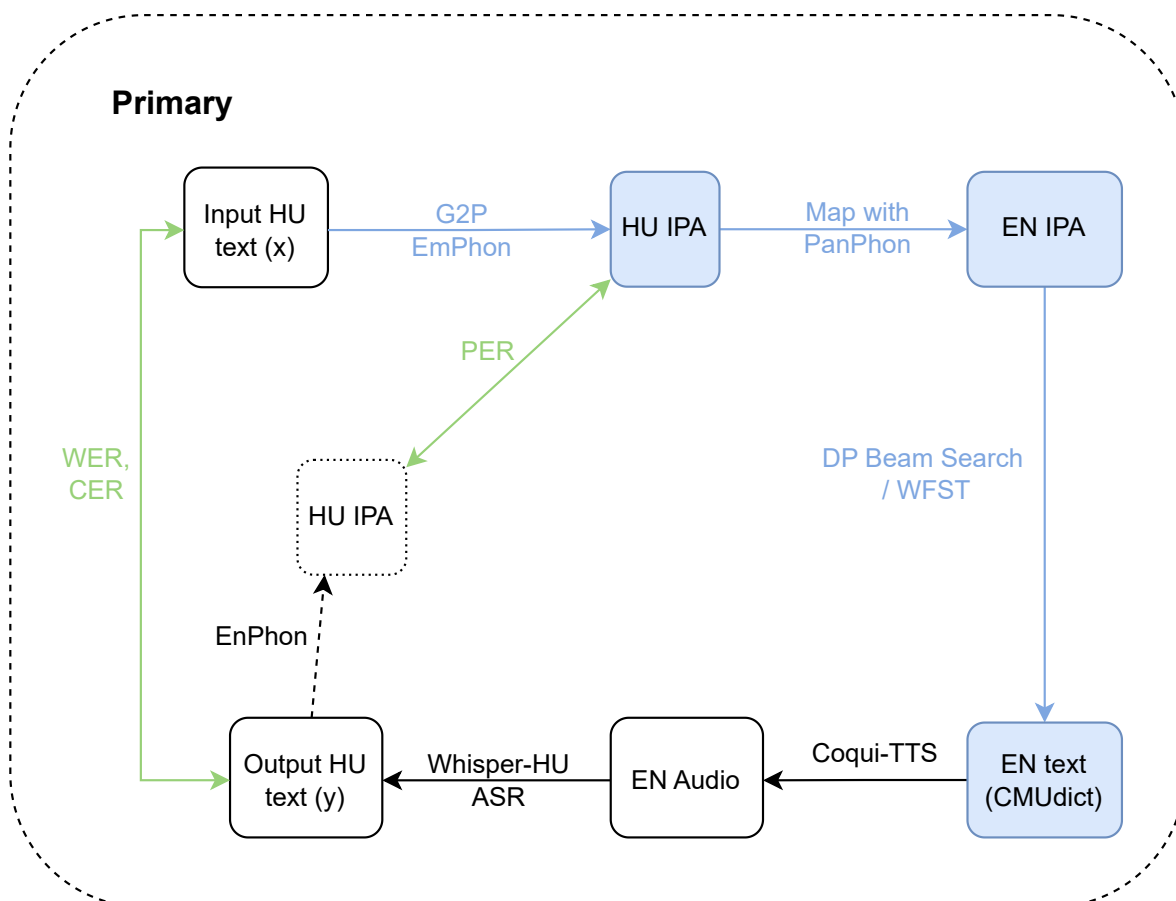 Primary
Input HU
text (x)
G2P
EmPhon
HU IPA
Map with
PanPhon
EN IPA
PER
WER,
CER
DP Beam Search
/ WFST
HU IPA
EnPhon
Output HU
text (y)
Whisper-HU
ASR
EN Audio
Coqui-TTS
EN text
(CMUdict)